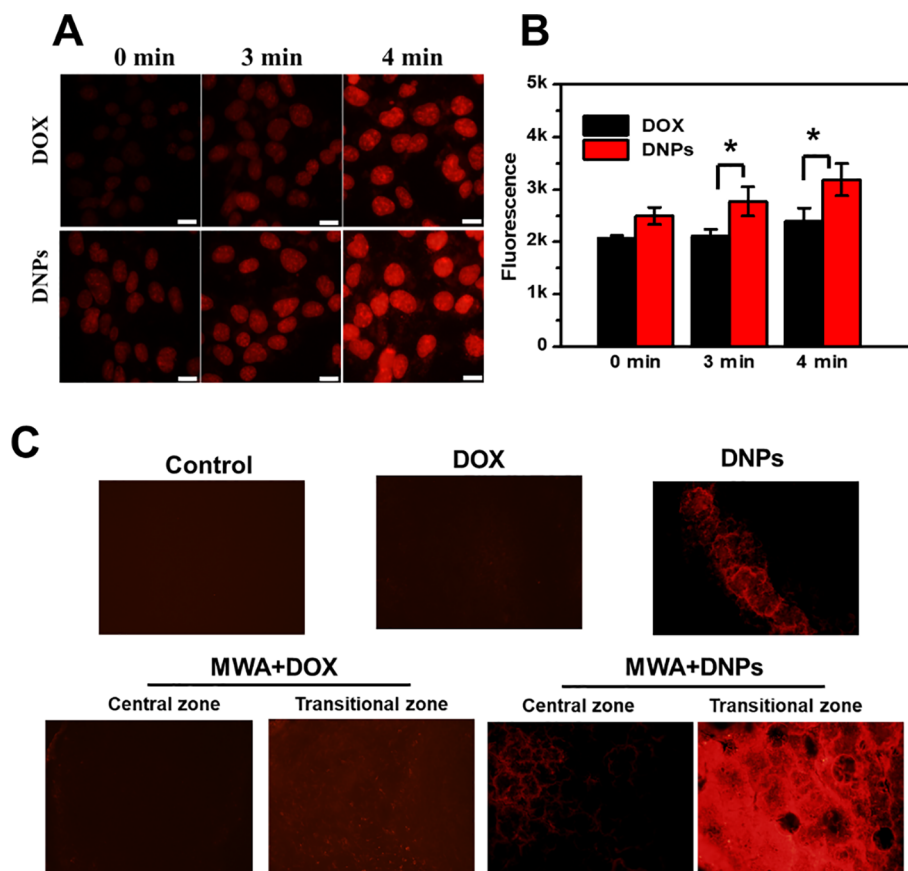 A
0 min 3 min 4 min
DOX
DNPs
B
5k
4k
3k
2k
0
Fluorescence
DOX
DNPs
*
*
0 min 3 min 4 min
C
Control DOX DNPs
MWA+DOX MWA+DNPs
Central zone Transitional zone Central zone Transitional zone